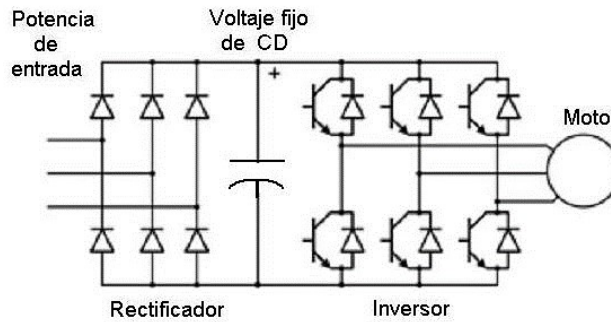 Potencia
de
entrada
Voltaje fijo
de CD
+
Moto
Rectificador
Inversor